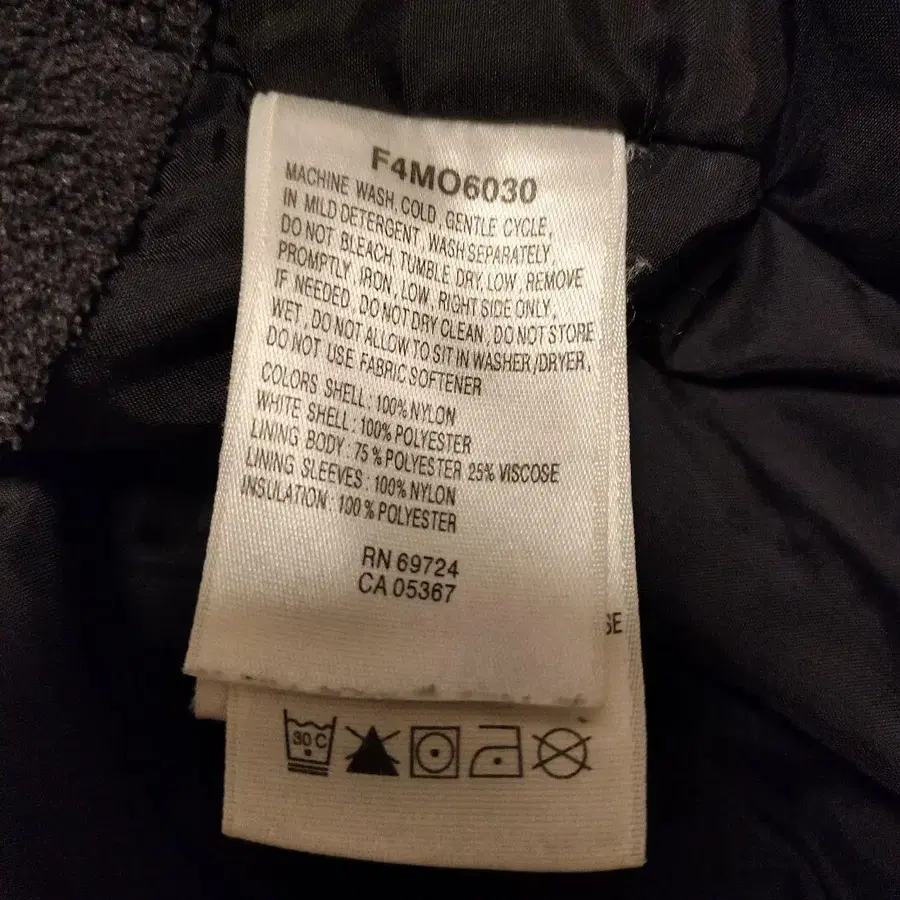 F4MO6030
MACHINE WASH, COLD, GENTLE CYCLE,
IN MILD DETERGENT, WASH SEPARATELY,
DO NOT BLEACH, TUMBLE DRY, LOW, REMOVE
PROMPTLY, IRON, LOW, RIGHT SIDE ONLY,
IF NEEDED, DO NOT DRY CLEAN, DO NOT STORE
WET, DO NOT ALLOW TO SIT IN WASHER/DRYER,
DO NOT USE FABRIC SOFTENER
COLORS SHELL : 100% NYLON
WHITE SHELL : 100% POLYESTER
LINING BODY : 75% POLYESTER 25% VISCOSE
LINING SLEEVES : 100% NYLON
INSULATION : 100% POLYESTER
RN 69724
CA 05367
SE
30 C